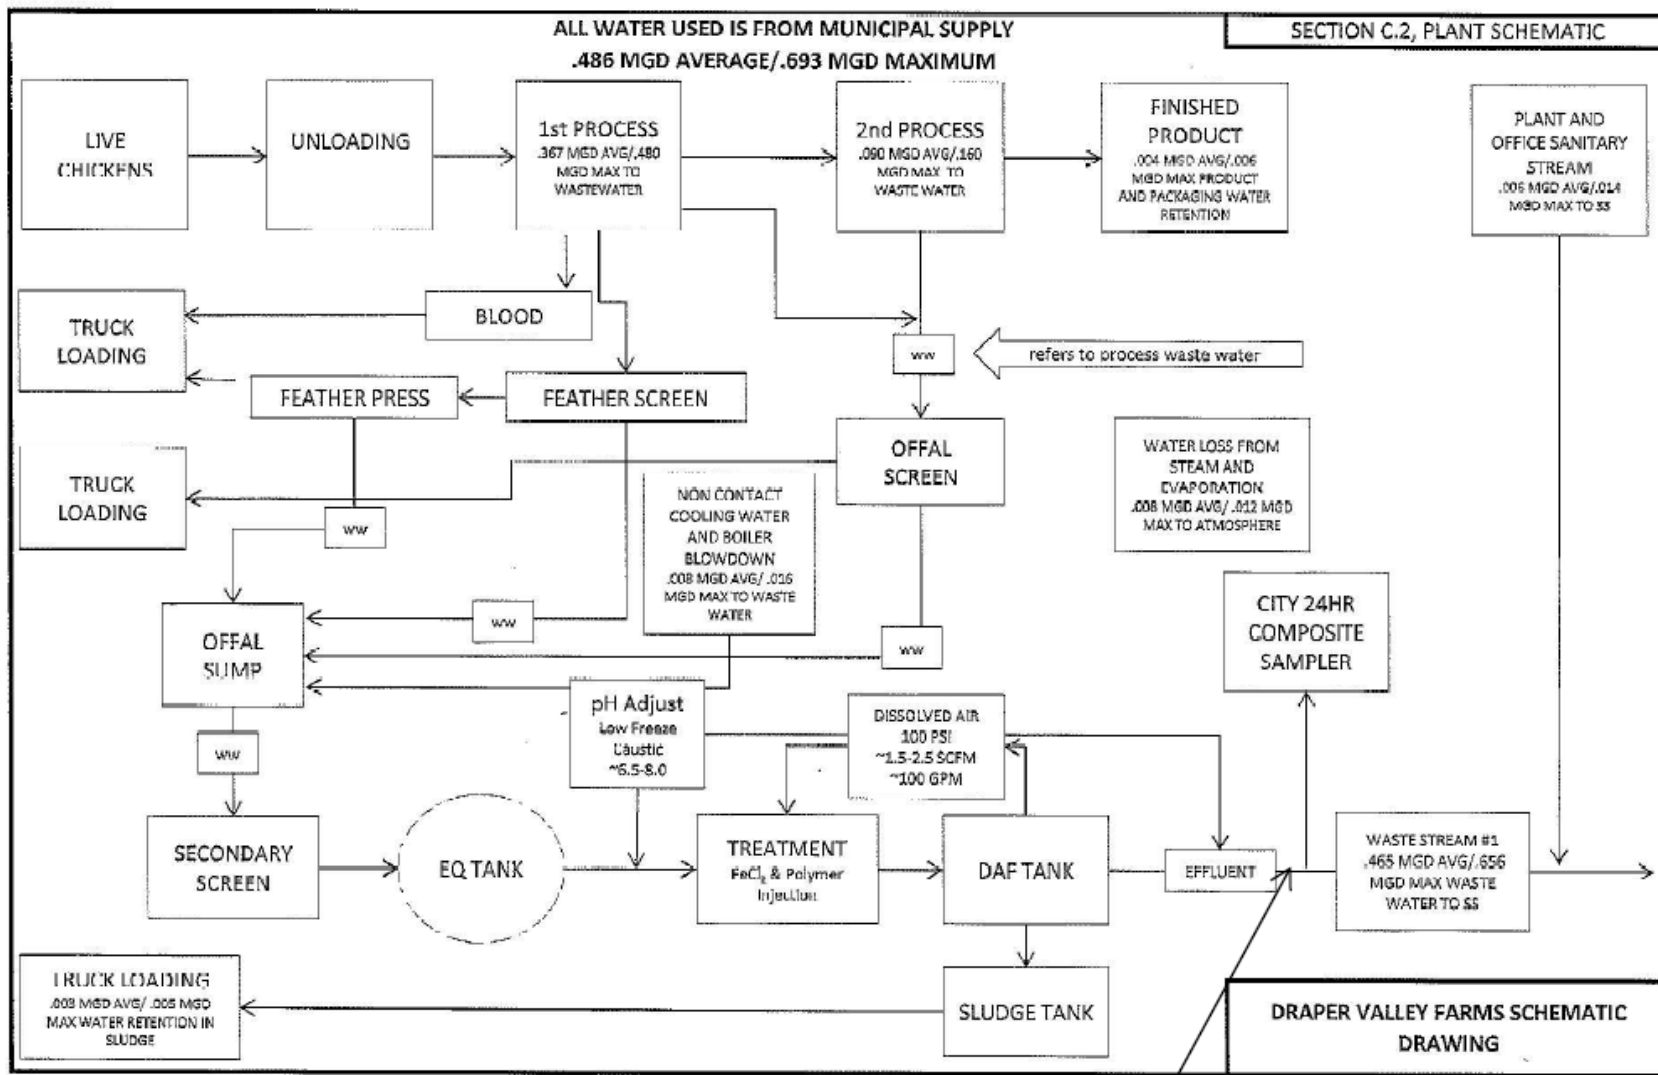 ALL WATER USED IS FROM MUNICIPAL SUPPLY
.486 MGD AVERAGE/.693 MGD MAXIMUM
SECTION C.2, PLANT SCHEMATIC
LIVE
CHICKENS
UNLOADING
1st PROCESS
.367 MGD AVG/.480
MGD MAX TO
WASTEWATER
2nd PROCESS
.090 MGD AVG/.160
MGD MAX TO
WASTE WATER
FINISHED
PRODUCT
.004 MGD AVG/.006
MGD MAX PRODUCT
AND PACKAGING WATER
RETENTION
PLANT AND
OFFICE SANITARY
STREAM
.006 MGD AVG/.014
MGD MAX TO SS
TRUCK
LOADING
BLOOD
ww
refers to process waste water
FEATHER PRESS
FEATHER SCREEN
OFFAL
SCREEN
WATER LOSS FROM
STEAM AND
EVAPORATION
.008 MGD AVG/.012 MGD
MAX TO ATMOSPHERE
TRUCK
LOADING
ww
NON CONTACT
COOLING WATER
AND BOILER
BLOWDOWN
.008 MGD AVG/.016
MGD MAX TO WASTE
WATER
OFFAL
SUMP
ww
ww
CITY 24HR
COMPOSITE
SAMPLER
pH Adjust
Low Freeze
Caustic
~6.5-8.0
DISSOLVED AIR
100 PSI
~1.5-2.5 SCFM
~100 GPM
ww
SECONDARY
SCREEN
EQ TANK
TREATMENT
& Polymer
Injection
DAF TANK
EFFLUENT
WASTE STREAM #1
.465 MGD AVG/.656
MGD MAX WASTE
WATER TO SS
TRUCK LOADING
.003 MGD AVG/.005 MGD
MAX WATER RETENTION IN
SLUDGE
SLUDGE TANK
DRAPER VALLEY FARMS SCHEMATIC
DRAWING